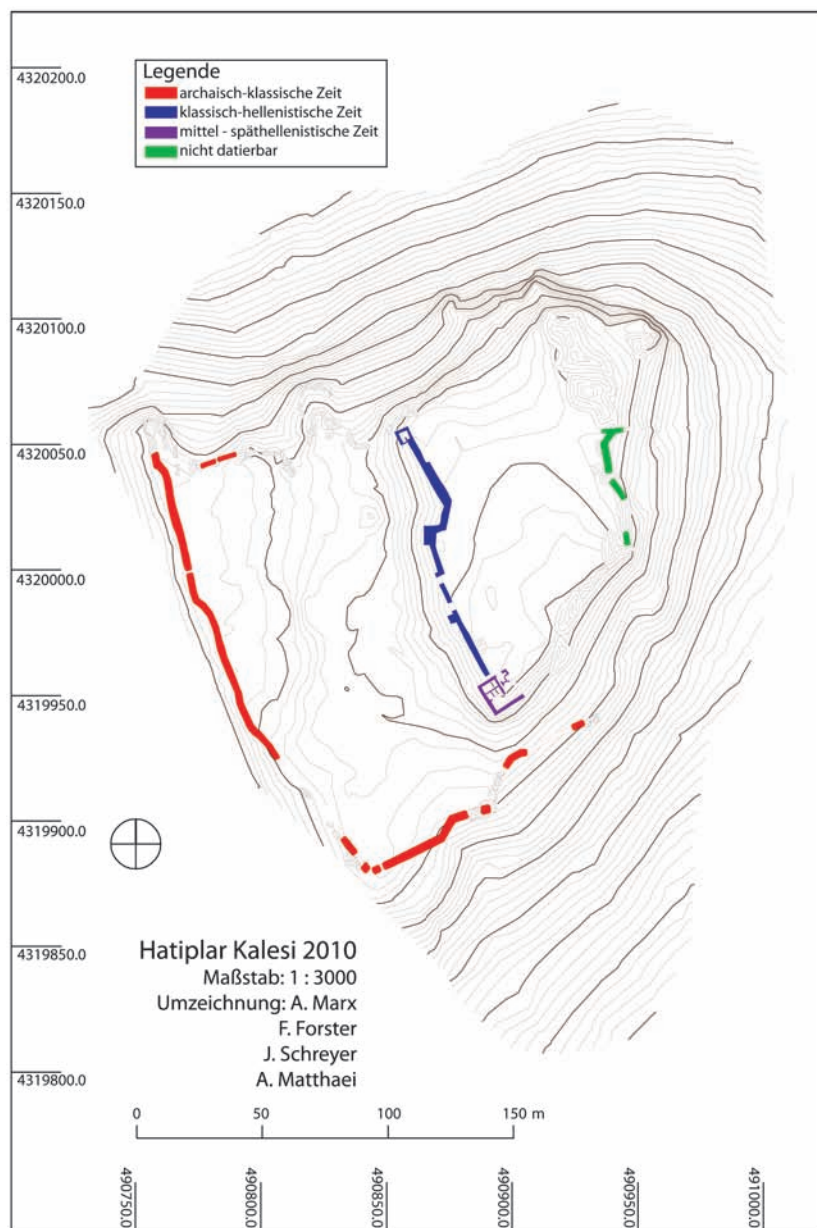 4320200.0
Legende
archaisch-klassische Zeit
klassisch-hellenistische Zeit
mittel - späthellenistische Zeit
nicht datierbar
4320150.0
4320100.0
4320050.0
4320000.0
4319950.0
4319900.0
4319850.0
Hatiplar Kalesi 2010
Maßstab: 1 : 3000
Umzeichnung: A. Marx
F. Forster
J. Schreyer
A. Matthaei
4319800.0
0 50 100 150 m
490750.0 490800.0 490850.0 490900.0 490950.0 491000.0